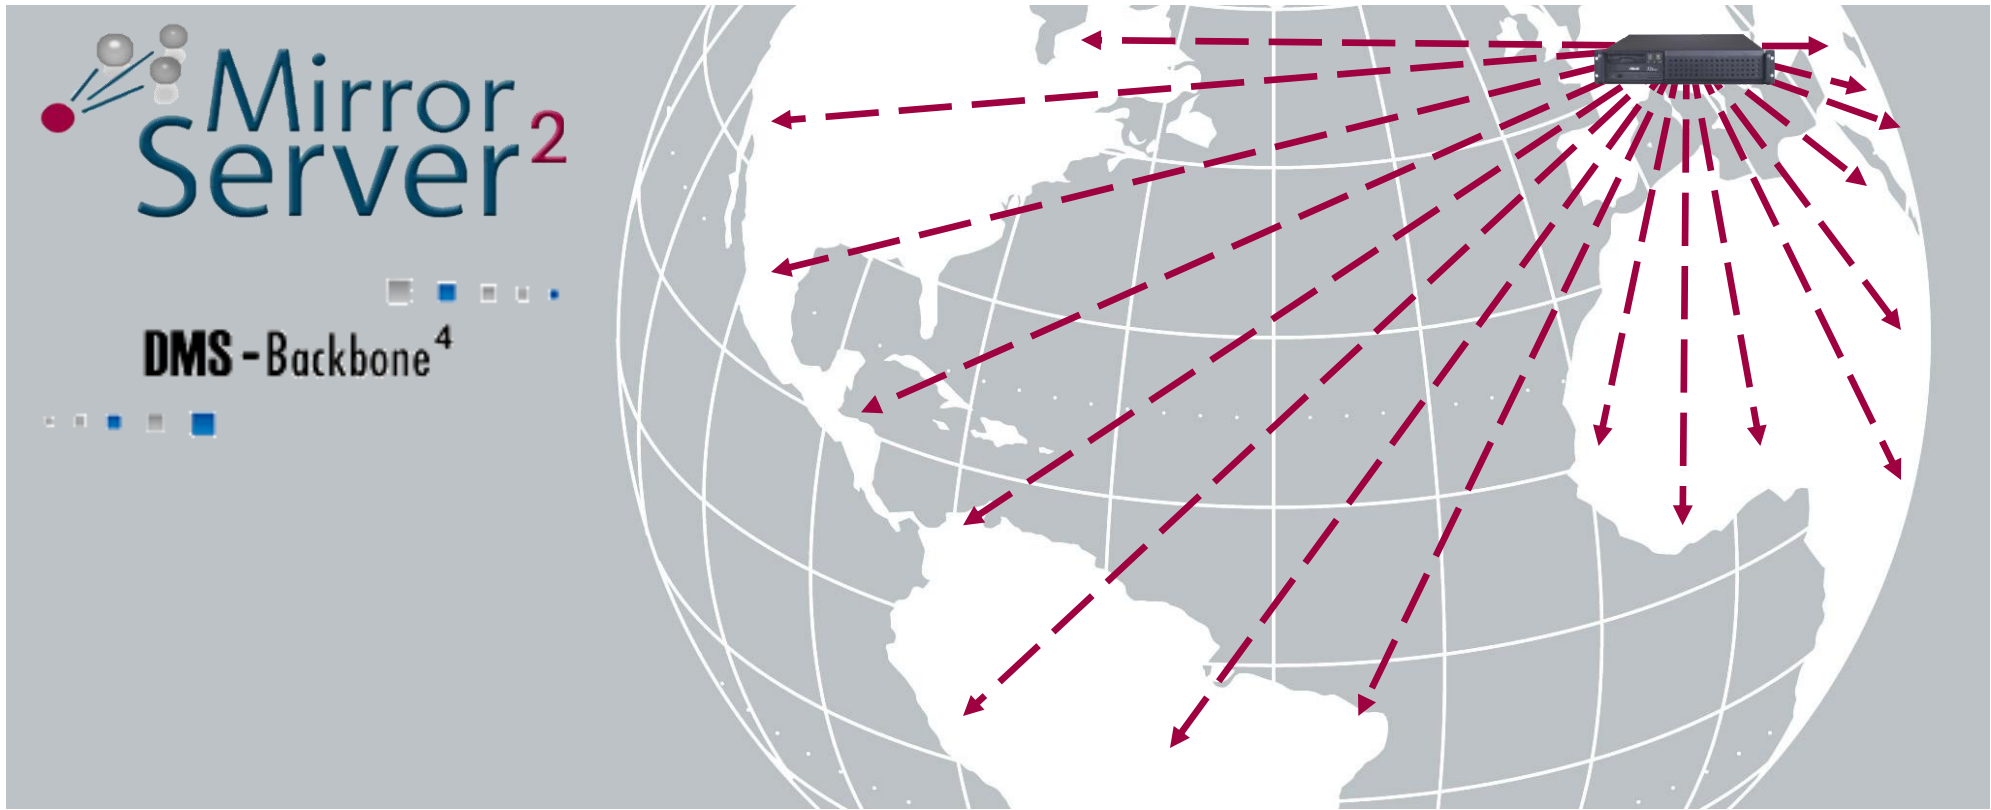 Mirror
Server²
DMS - Backbone⁴